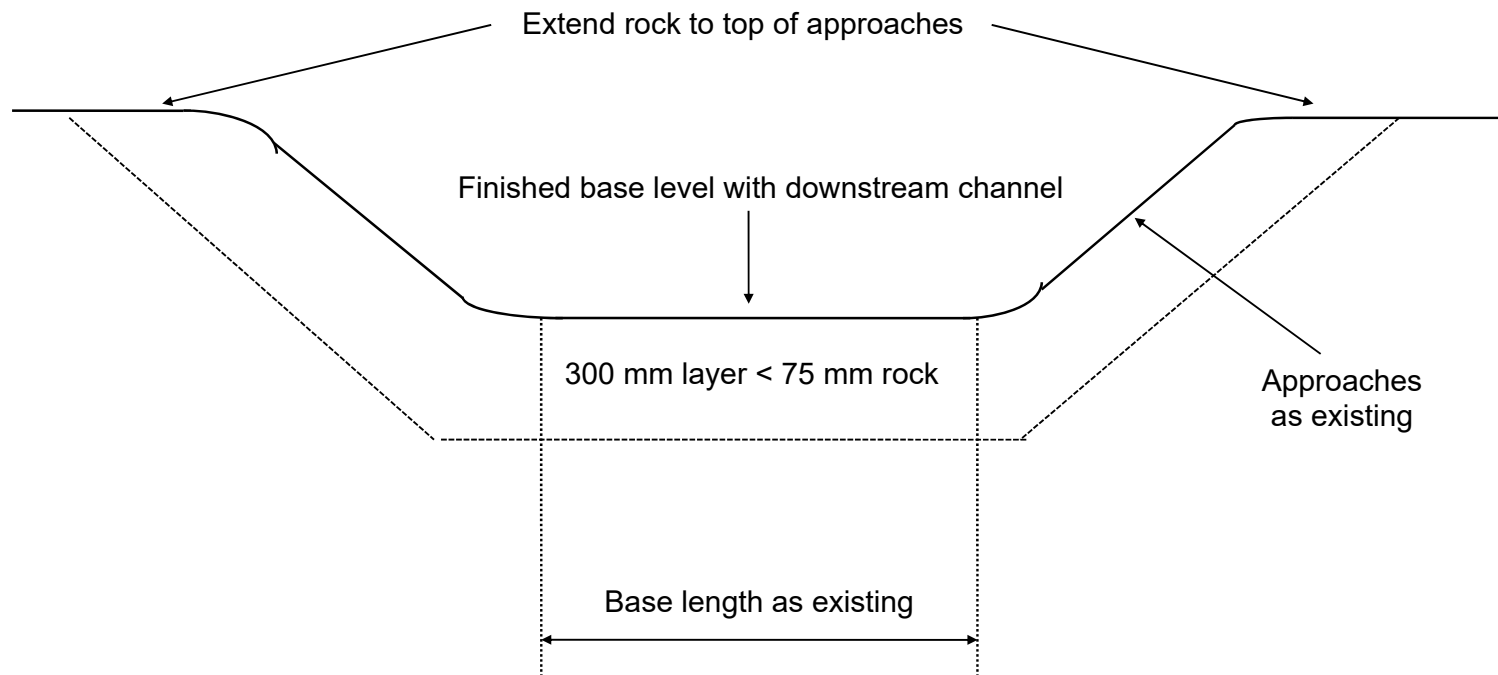 Extend rock to top of approaches
Finished base level with downstream channel
300 mm layer < 75 mm rock
Approaches
as existing
Base length as existing